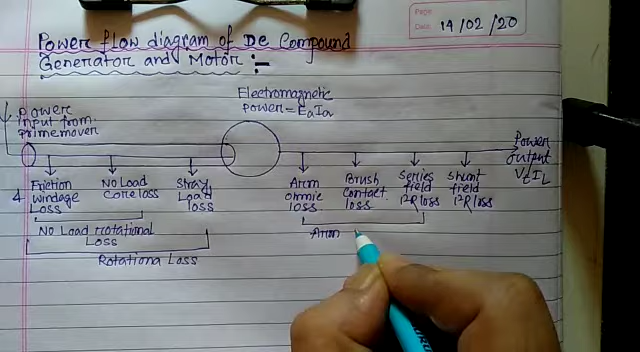 Page:
Date: 14/02/20
Power flow diagram of Dc Compound
Generator and Motor :-
Electromagnetic
power = EaIa
Power
input from
primemover
Power
output
VtIL
Friction
windage
Loss
No Load
Core loss
Stray
Load
loss
Arm
ohmic
loss
Brush
contact
loss
Series
field
I²R loss
Shunt
field
I²R loss
No Load rotational
Loss
Rotationa Loss
Arm